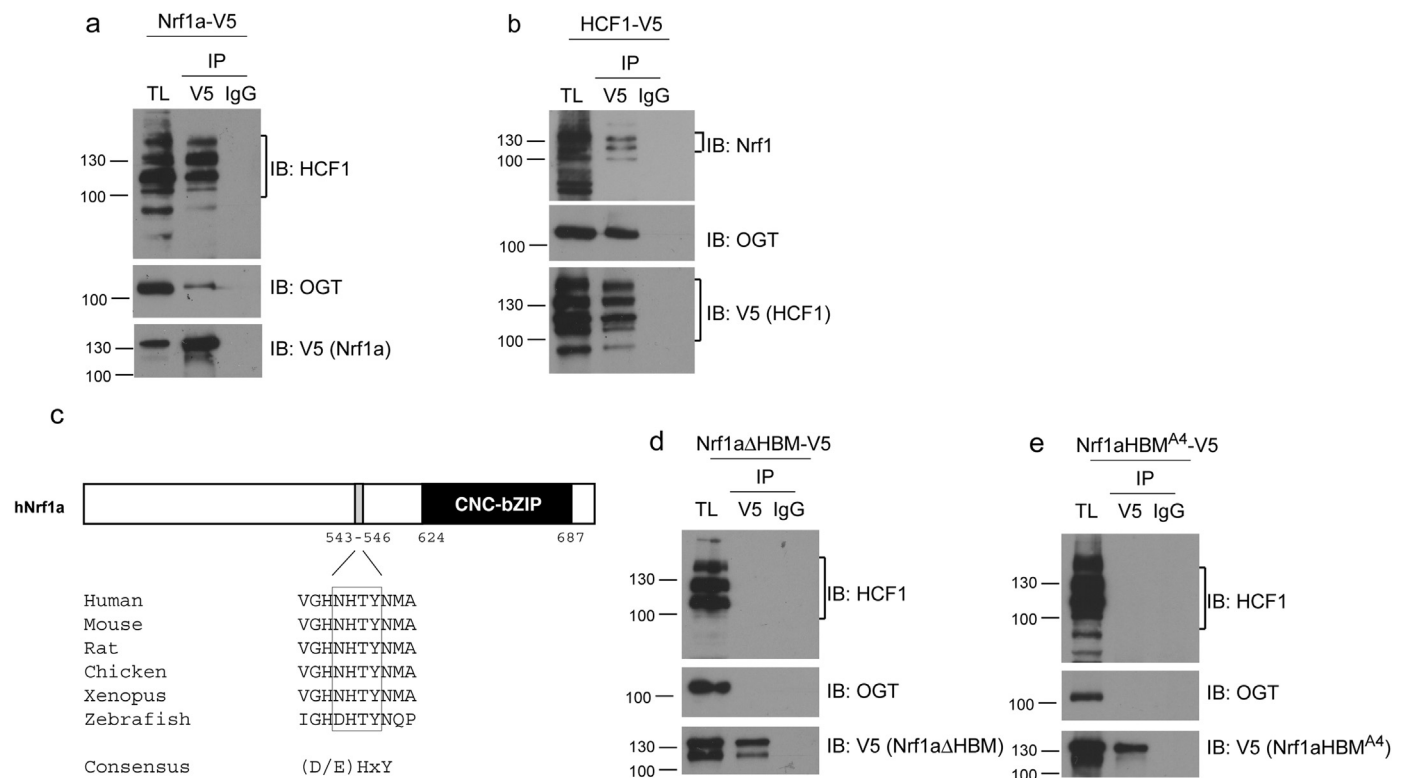 a
Nrf1a-V5
IP
TL V5 IgG
130
100
IB: HCF1
100
IB: OGT
130
100
IB: V5 (Nrf1a)
b
HCF1-V5
IP
TL V5 IgG
130
100
IB: Nrf1
100
IB: OGT
130
100
IB: V5 (HCF1)
c
hNrf1a
CNC-bZIP
543-546 624 687
Human VGHNHTYNMA
Mouse VGHNHTYNMA
Rat VGHNHTYNMA
Chicken VGHNHTYNMA
Xenopus VGHNHTYNMA
Zebrafish IGHDHTYNQP
Consensus (D/E)HxY
d
Nrf1aΔHBM-V5
IP
TL V5 IgG
130
100
IB: HCF1
100
IB: OGT
130
100
IB: V5 (Nrf1aΔHBM)
e
Nrf1aHBM^A4-V5
IP
TL V5 IgG
130
100
IB: HCF1
100
IB: OGT
130
100
IB: V5 (Nrf1aHBM^A4)